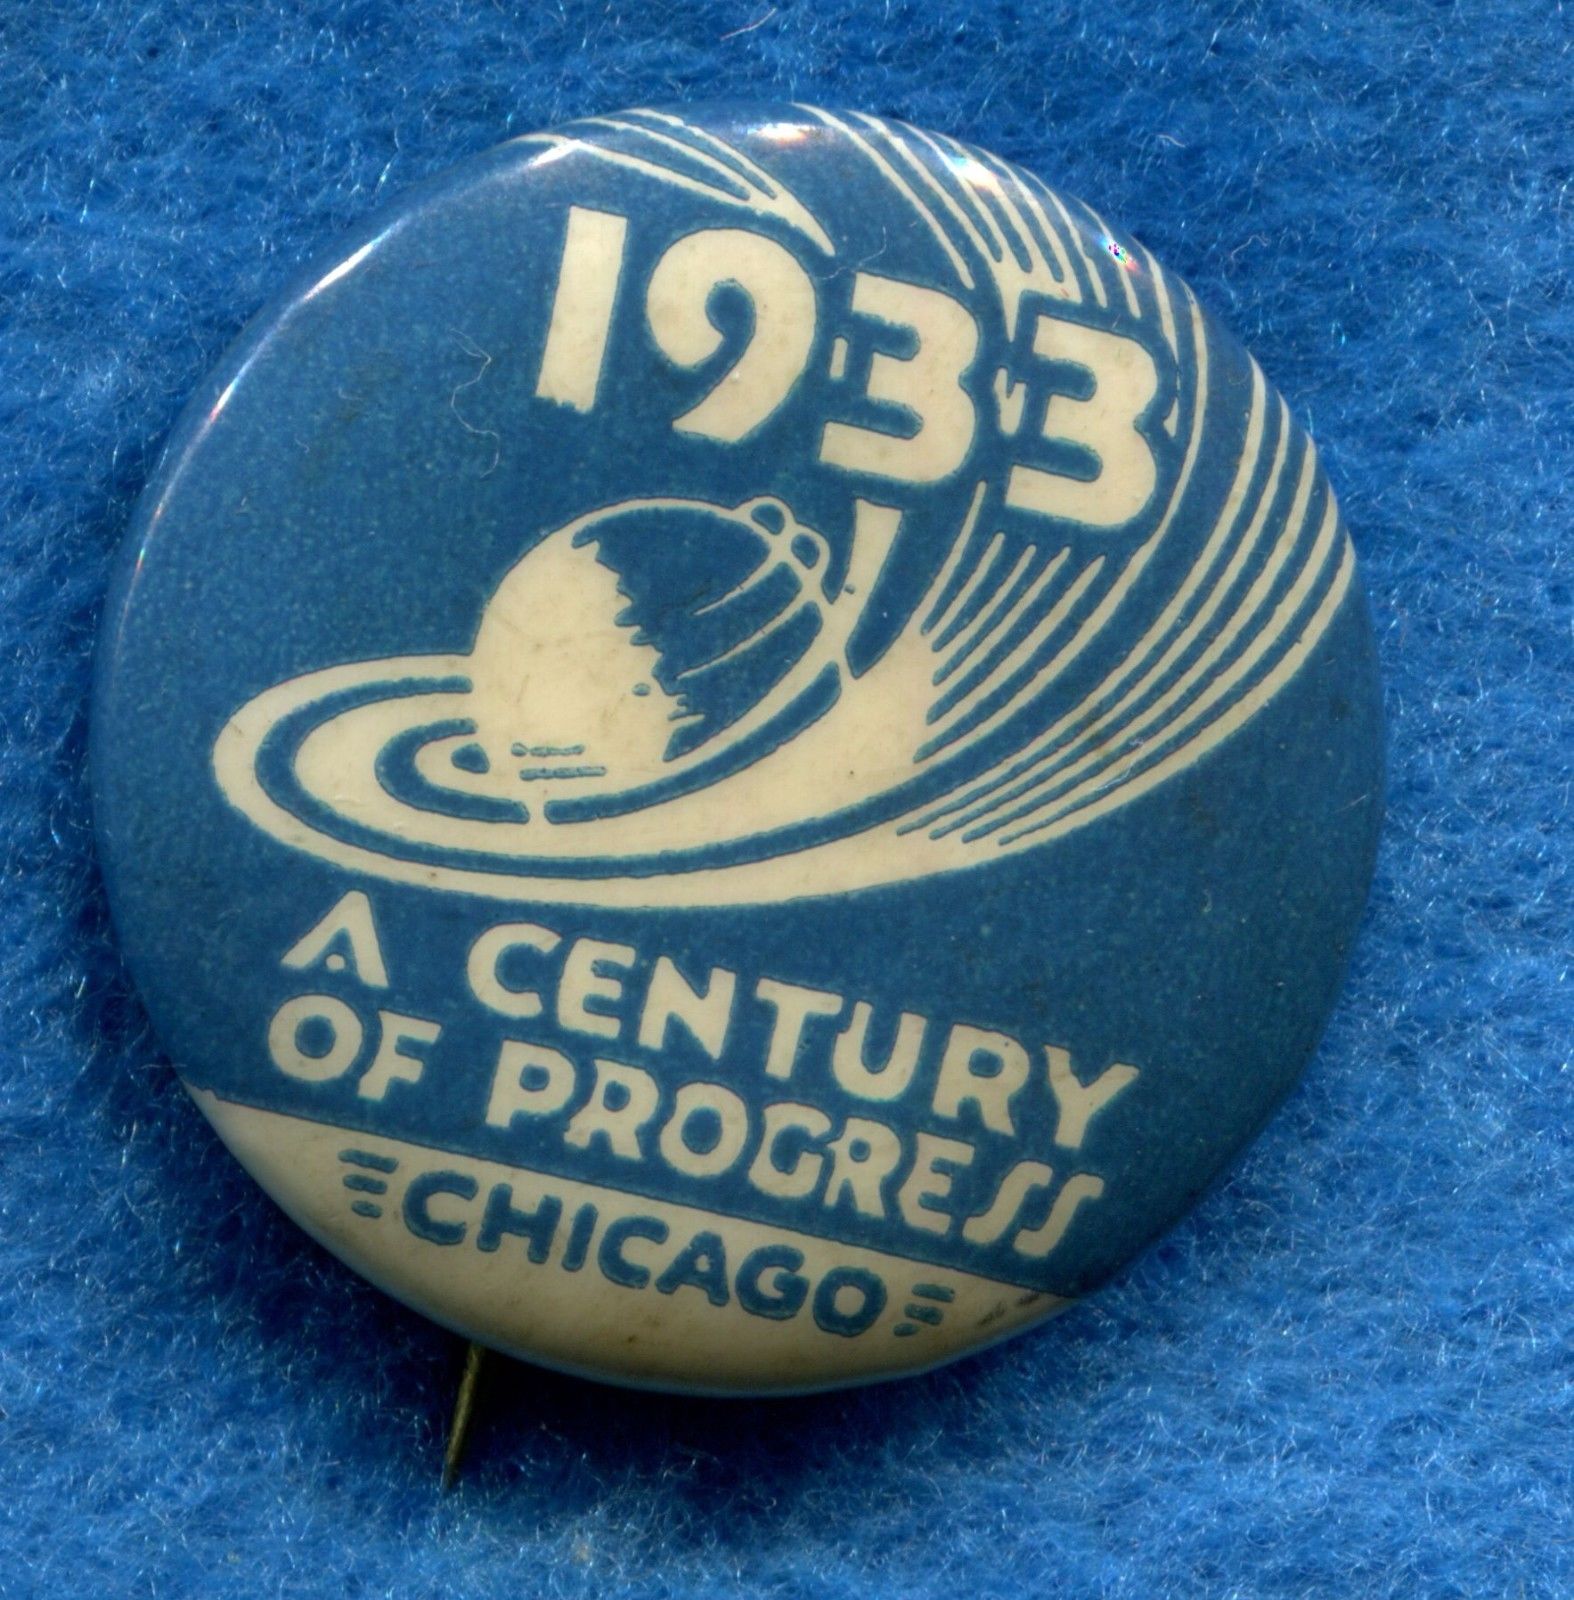 1933
A CENTURY
OF PROGRESS
CHICAGO